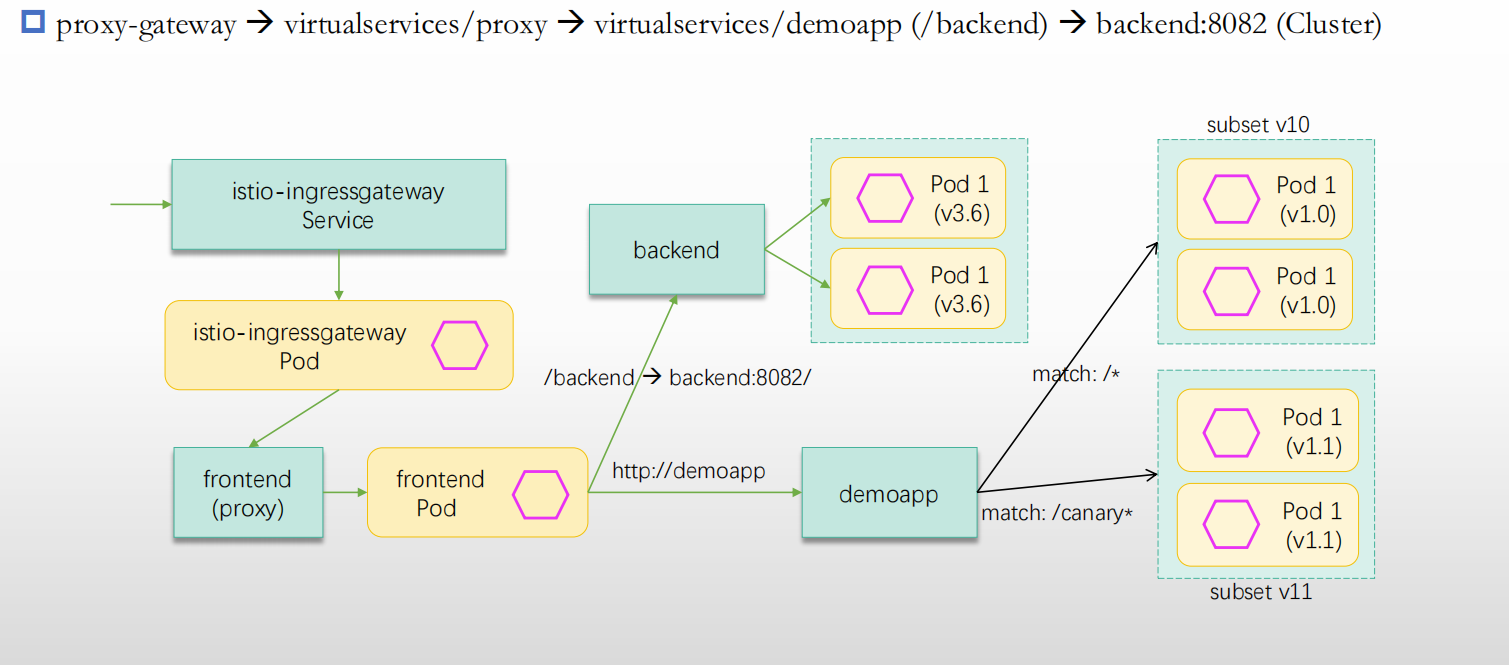 proxy-gateway → virtualservices/proxy → virtualservices/demoapp (/backend) → backend:8082 (Cluster)
subset v10
istio-ingressgateway
Service
backend
Pod 1
(v3.6)
Pod 1
(v3.6)
Pod 1
(v1.0)
Pod 1
(v1.0)
istio-ingressgateway
Pod
/backend → backend:8082/
match: /*
frontend
(proxy)
frontend
Pod
http://demoapp
demoapp
match: /canary*
Pod 1
(v1.1)
Pod 1
(v1.1)
subset v11